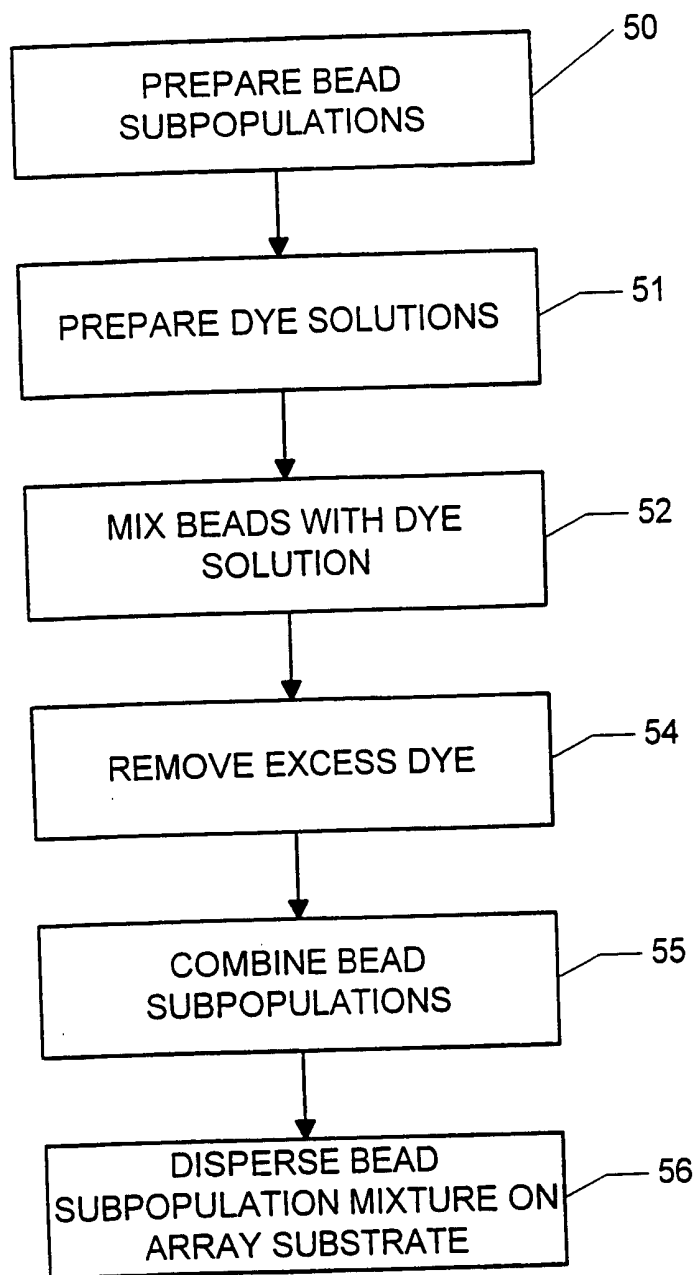 50
PREPARE BEAD
SUBPOPULATIONS
51
PREPARE DYE SOLUTIONS
52
MIX BEADS WITH DYE
SOLUTION
54
REMOVE EXCESS DYE
55
COMBINE BEAD
SUBPOPULATIONS
56
DISPERSE BEAD
SUBPOPULATION MIXTURE ON
ARRAY SUBSTRATE